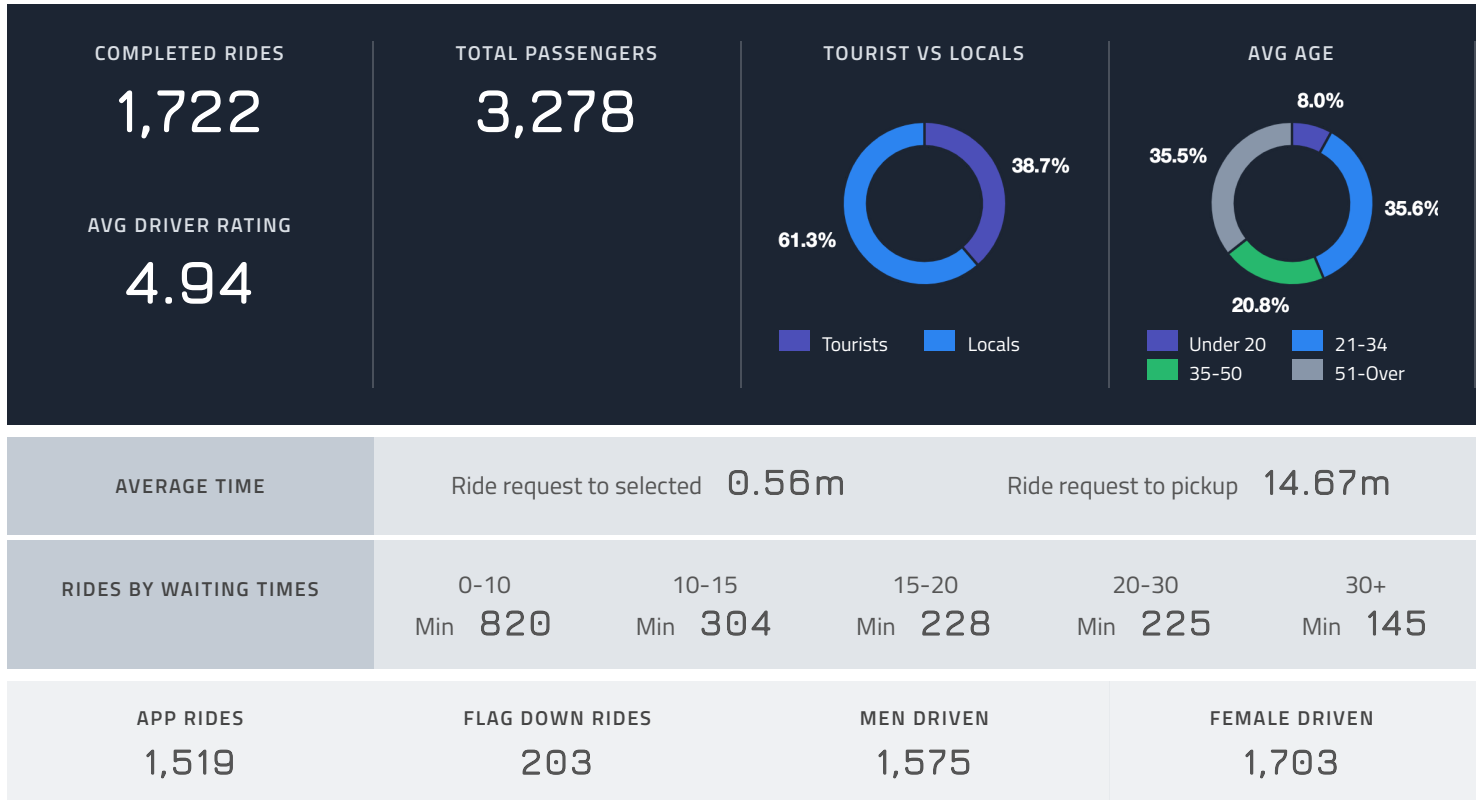 COMPLETED RIDES
1,722
AVG DRIVER RATING
4.94
TOTAL PASSENGERS
3,278
TOURIST VS LOCALS
38.7%
61.3%
Tourists
Locals
AVG AGE
8.0%
35.5%
35.6%
20.8%
Under 20
21-34
35-50
51-Over
AVERAGE TIME
Ride request to selected 0.56m
Ride request to pickup 14.67m
RIDES BY WAITING TIMES
0-10
Min 820
10-15
Min 304
15-20
Min 228
20-30
Min 225
30+
Min 145
APP RIDES
1,519
FLAG DOWN RIDES
203
MEN DRIVEN
1,575
FEMALE DRIVEN
1,703